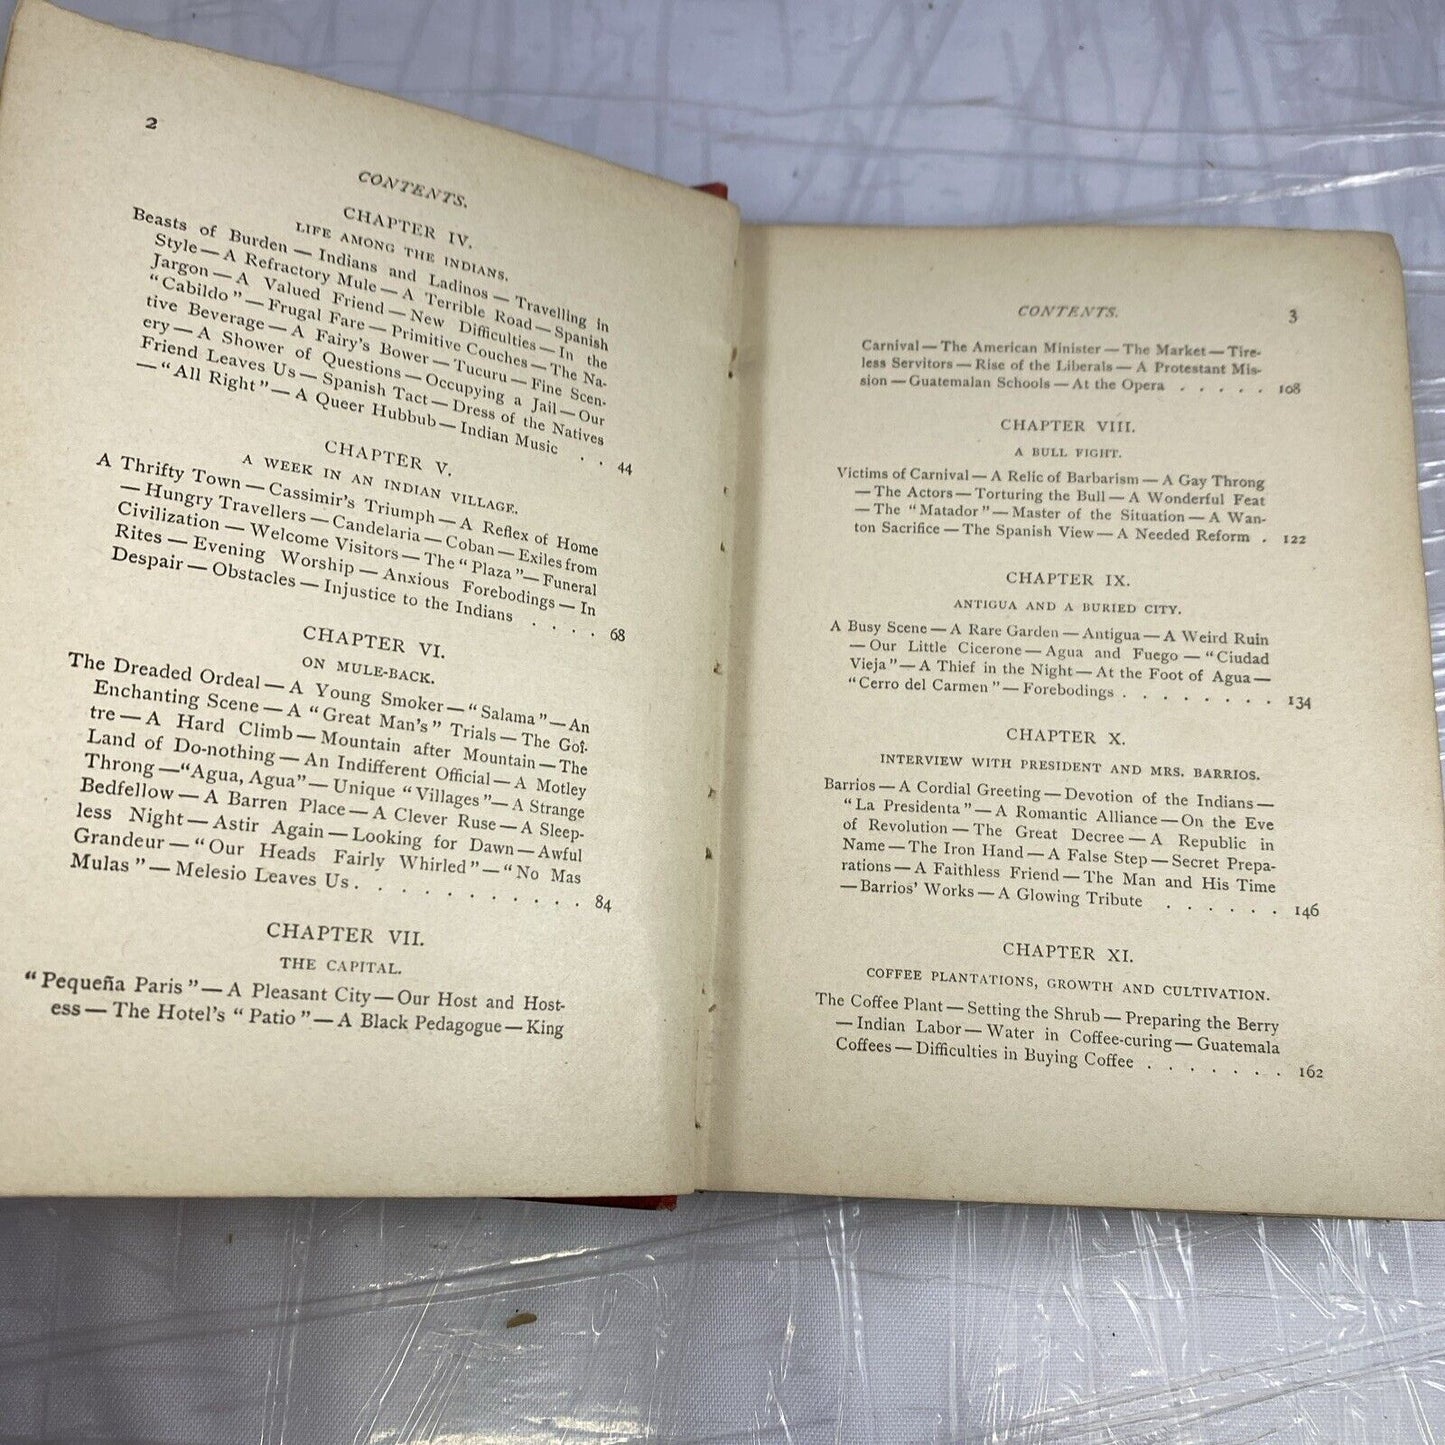 2
CONTENTS.
CHAPTER IV.
LIFE AMONG THE INDIANS.
Beasts of Burden — Indians and Ladinos — Travelling in
Style — A Refractory Mule — A Terrible Road — Spanish
Jargon — A Valued Friend — New Difficulties — In the
"Cabildo" — Frugal Fare — Primitive Couches — The Na-
tive Beverage — A Fairy's Bower — Tucuru — Fine Scen-
ery — A Shower of Questions — Occupying a Jail — Our
Friend Leaves Us — Spanish Tact — Dress of the Natives
— "All Right" — A Queer Hubbub — Indian Music . . 44
CHAPTER V.
A WEEK IN AN INDIAN VILLAGE.
A Thrifty Town — Cassimir's Triumph — A Reflex of Home
— Hungry Travellers — Candelaria — Coban — Exiles from
Civilization — Welcome Visitors — The "Plaza" — Funeral
Rites — Evening Worship — Anxious Forebodings — In
Despair — Obstacles — Injustice to the Indians . . . . 68
CHAPTER VI.
ON MULE-BACK.
The Dreaded Ordeal — A Young Smoker — "Salama" — An
Enchanting Scene — A "Great Man's" Trials — The Goî-
tre — A Hard Climb — Mountain after Mountain — The
Land of Do-nothing — An Indifferent Official — A Motley
Throng — "Agua, Agua" — Unique "Villages" — A Strange
Bedfellow — A Barren Place — A Clever Ruse — A Sleep-
less Night — Astir Again — Looking for Dawn — Awful
Grandeur — "Our Heads Fairly Whirled" — "No Mas
Mulas" — Melesio Leaves Us . . . . . . . . . . . 84
CHAPTER VII.
THE CAPITAL.
"Pequeña Paris" — A Pleasant City — Our Host and Host-
ess — The Hotel's "Patio" — A Black Pedagogue — King
CONTENTS. 3
Carnival — The American Minister — The Market — Tire-
less Servitors — Rise of the Liberals — A Protestant Mis-
sion — Guatemalan Schools — At the Opera . . . . . 108
CHAPTER VIII.
A BULL FIGHT.
Victims of Carnival — A Relic of Barbarism — A Gay Throng
— The Actors — Torturing the Bull — A Wonderful Feat
— The "Matador" — Master of the Situation — A Wan-
ton Sacrifice — The Spanish View — A Needed Reform . 122
CHAPTER IX.
ANTIGUA AND A BURIED CITY.
A Busy Scene — A Rare Garden — Antigua — A Weird Ruin
— Our Little Cicerone — Agua and Fuego — "Ciudad
Vieja" — A Thief in the Night — At the Foot of Agua —
"Cerro del Carmen" — Forebodings . . . . . . . . 134
CHAPTER X.
INTERVIEW WITH PRESIDENT AND MRS. BARRIOS.
Barrios — A Cordial Greeting — Devotion of the Indians —
"La Presidenta" — A Romantic Alliance — On the Eve
of Revolution — The Great Decree — A Republic in
Name — The Iron Hand — A False Step — Secret Prepa-
rations — A Faithless Friend — The Man and His Time
— Barrios' Works — A Glowing Tribute . . . . . . 146
CHAPTER XI.
COFFEE PLANTATIONS, GROWTH AND CULTIVATION.
The Coffee Plant — Setting the Shrub — Preparing the Berry
— Indian Labor — Water in Coffee-curing — Guatemala
Coffees — Difficulties in Buying Coffee . . . . . . . 162